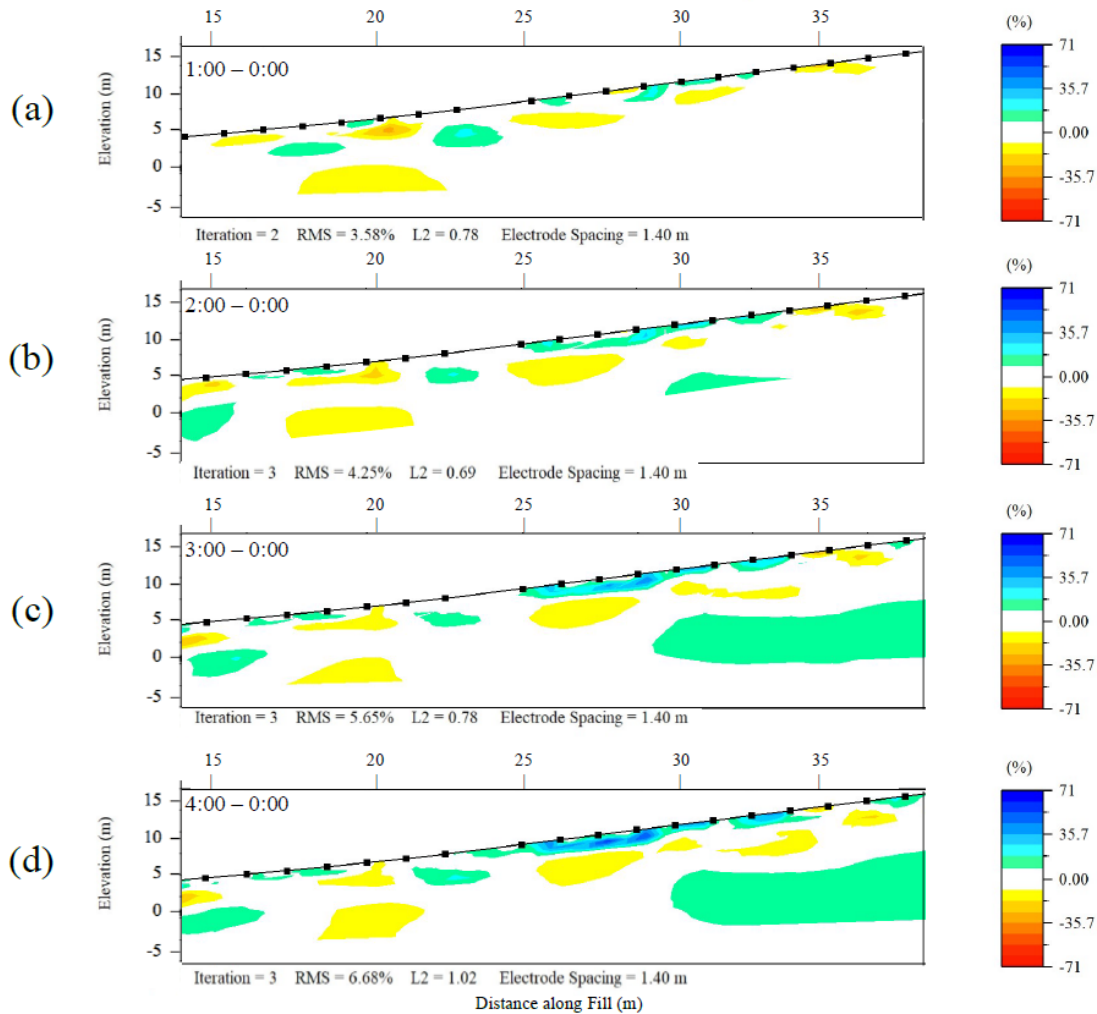 15 20 25 30 35 (%)
(a)
Elevation (m)
15
10
5
0
-5
1:00 – 0:00
71
35.7
0.00
-35.7
-71
Iteration = 2 RMS = 3.58% L2 = 0.78 Electrode Spacing = 1.40 m
15 20 25 30 35 (%)
(b)
Elevation (m)
15
10
5
0
-5
2:00 – 0:00
71
35.7
0.00
-35.7
-71
Iteration = 3 RMS = 4.25% L2 = 0.69 Electrode Spacing = 1.40 m
15 20 25 30 35 (%)
(c)
Elevation (m)
15
10
5
0
-5
3:00 – 0:00
71
35.7
0.00
-35.7
-71
Iteration = 3 RMS = 5.65% L2 = 0.78 Electrode Spacing = 1.40 m
15 20 25 30 35 (%)
(d)
Elevation (m)
15
10
5
0
-5
4:00 – 0:00
71
35.7
0.00
-35.7
-71
Iteration = 3 RMS = 6.68% L2 = 1.02 Electrode Spacing = 1.40 m
Distance along Fill (m)